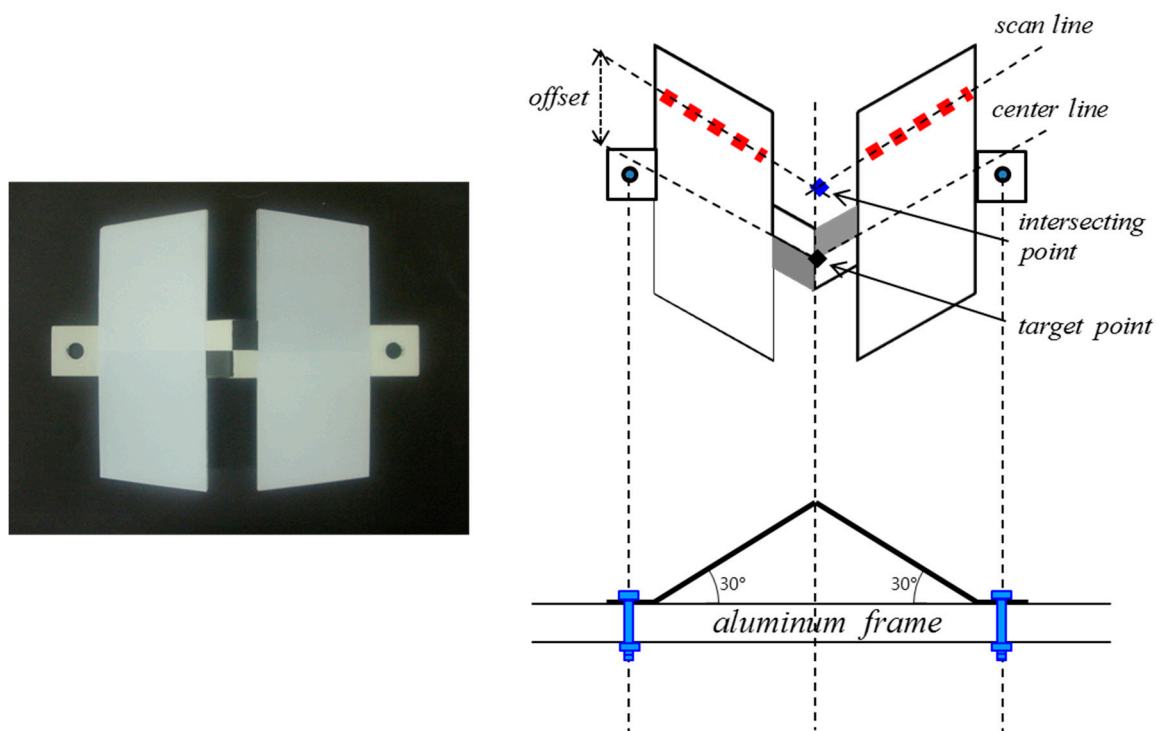 scan line
offset
center line
intersecting
point
target point
30°
30°
aluminum frame